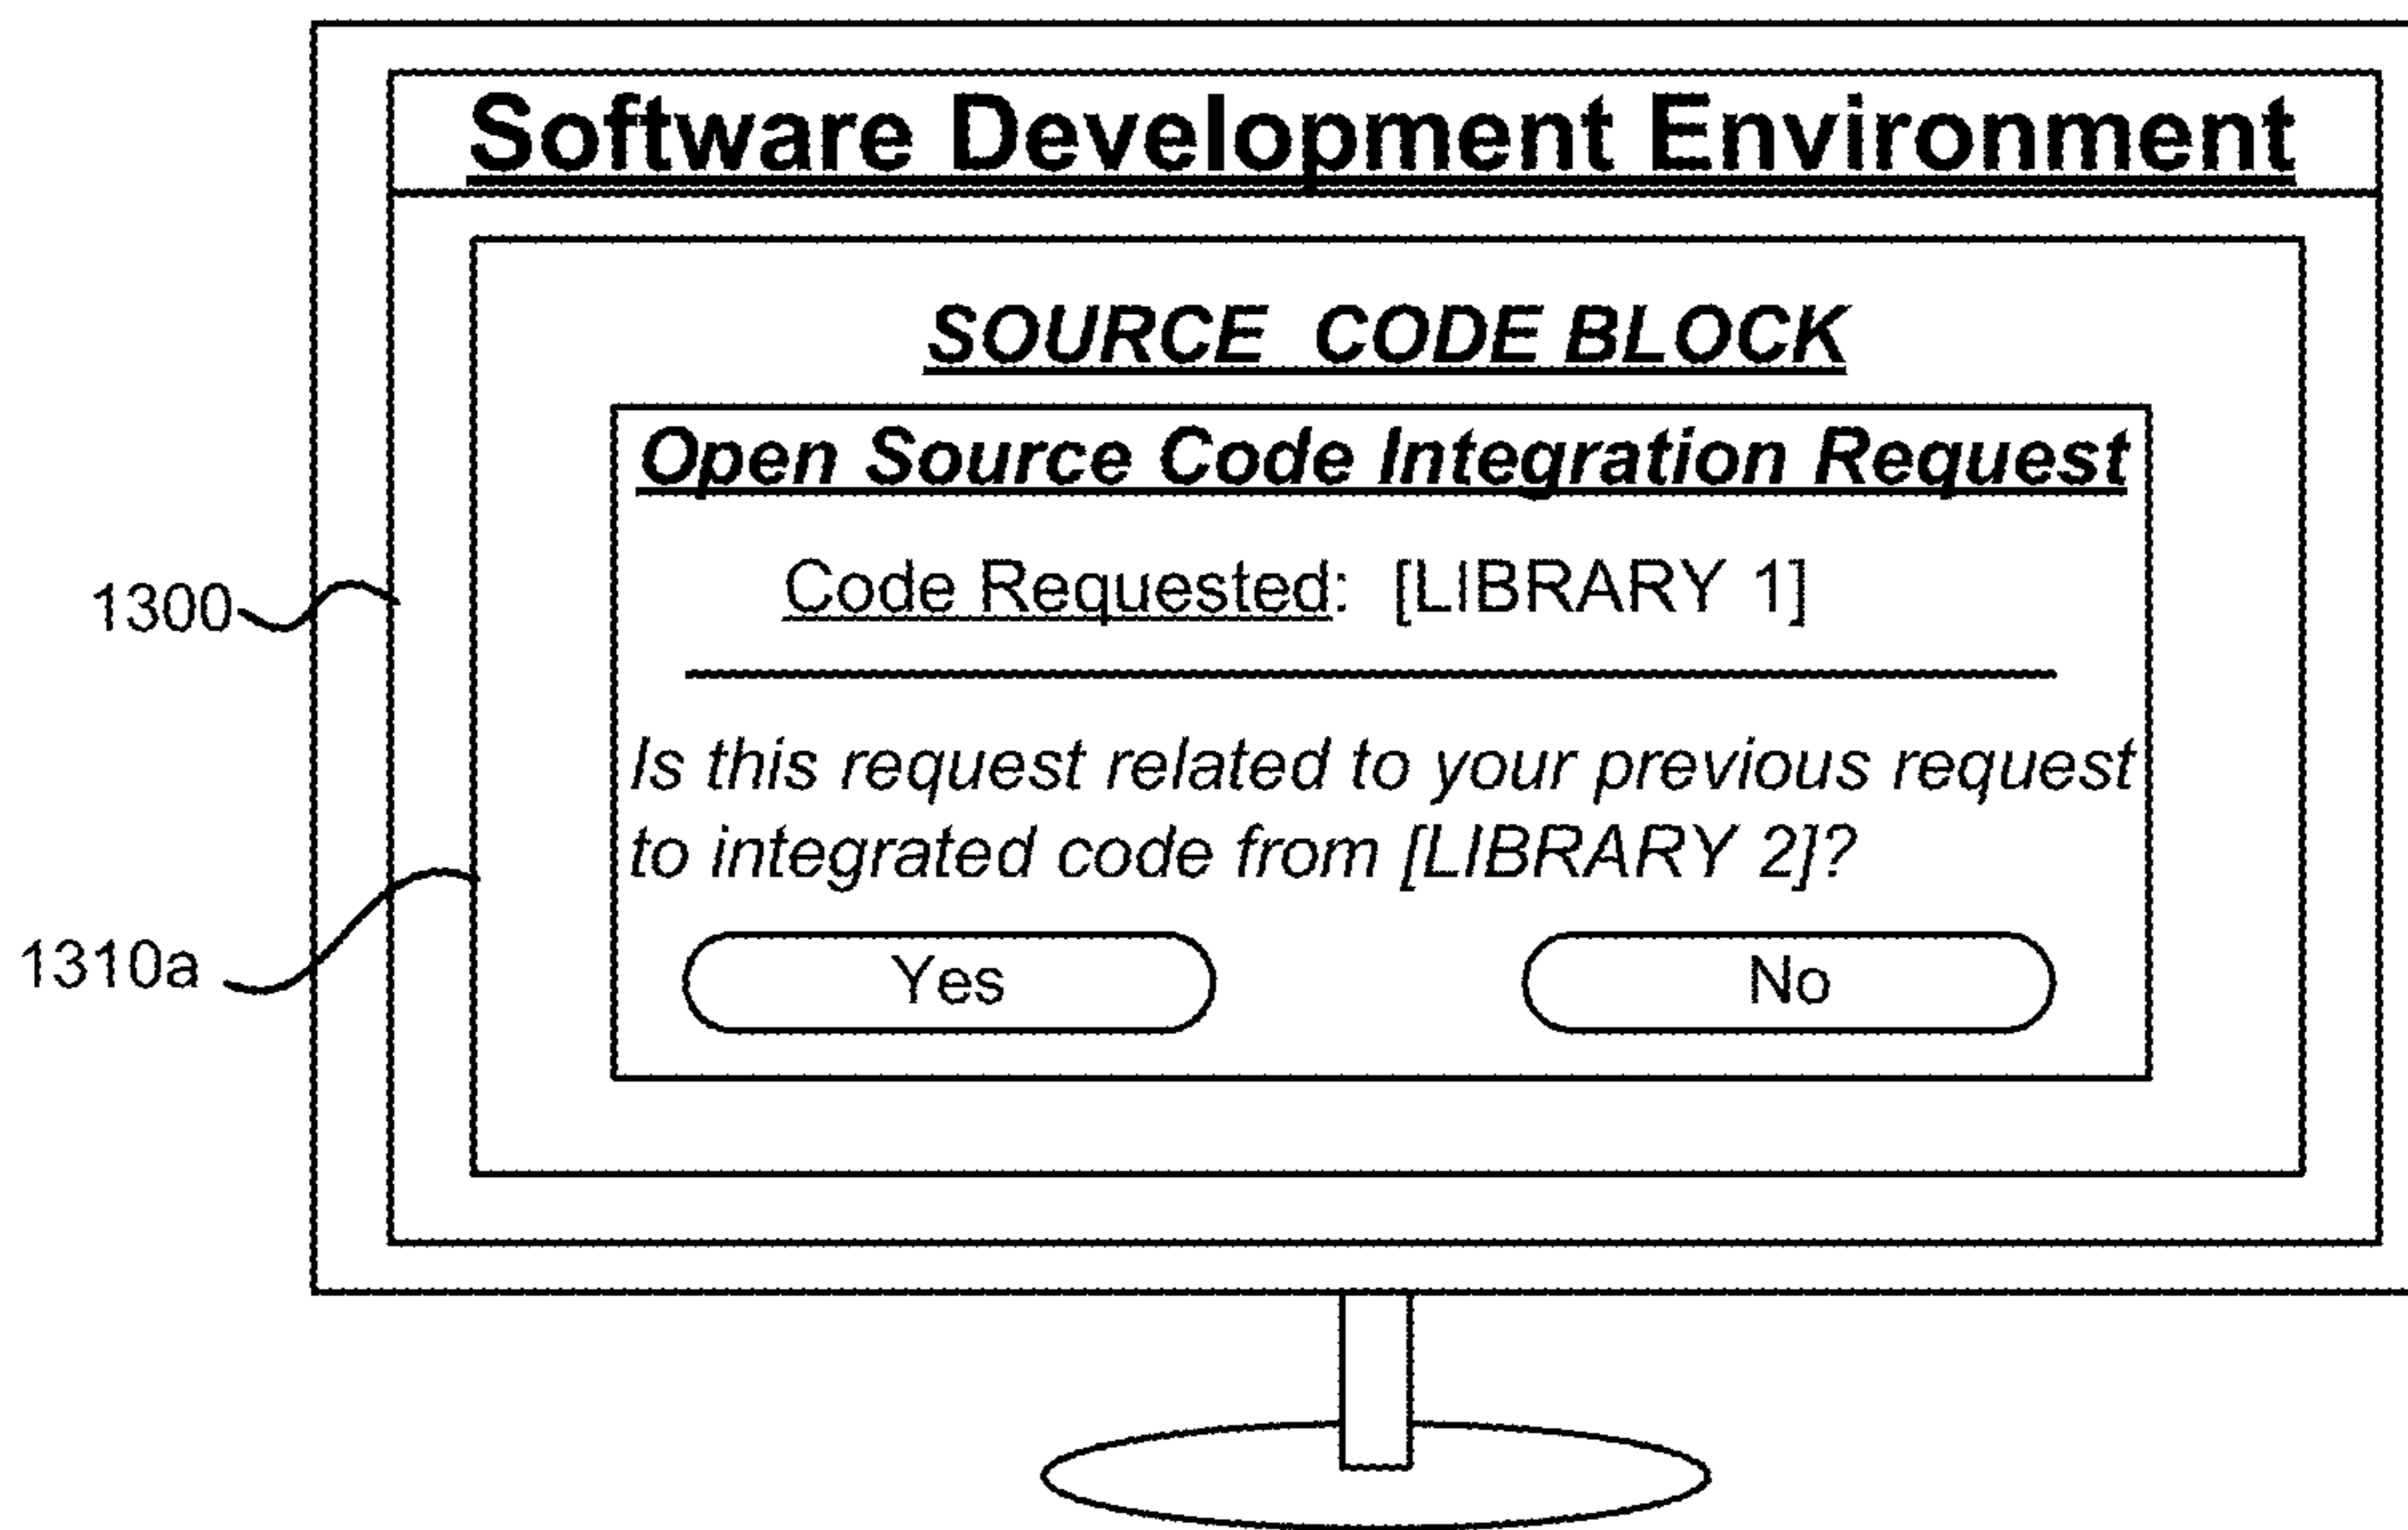 Software Development Environment
SOURCE CODE BLOCK
Open Source Code Integration Request
Code Requested: [LIBRARY 1]
1300
Is this request related to your previous request
to integrated code from [LIBRARY 2]?
1310a
Yes No